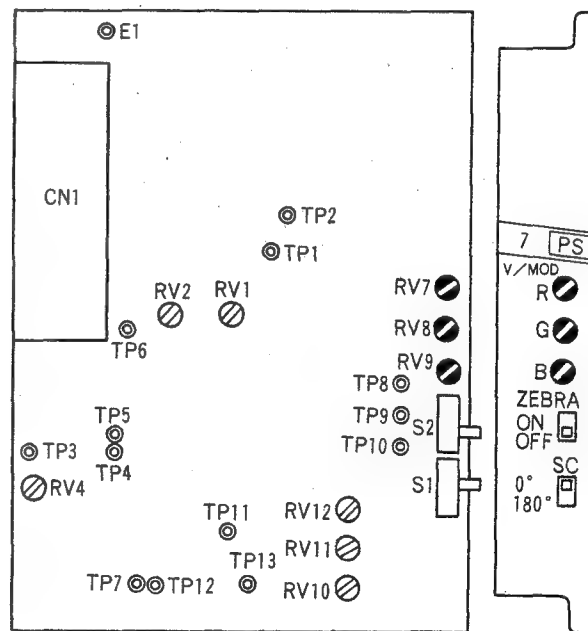 E1
CN1
TP2
TP1
7 PS
V/MOD
RV7 R
RV2 RV1
RV8 G
TP6
RV9 B
TP8
ZEBRA
TP9 S2 ON
OFF
TP5
TP10
TP3 TP4
SC
RV4 S1 0°
180°
TP11 RV12
RV11
TP13
TP7 TP12 RV10